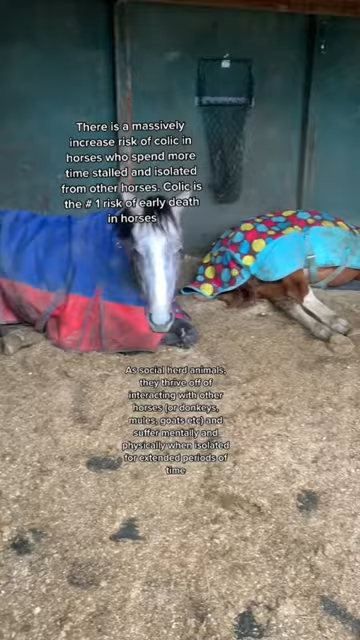 There is a massively
increase risk of colic in
horses who spend more
time stalled and isolated
from other horses. Colic is
the # 1 risk of early death
in horses
As social herd animals,
they thrive off of
interacting with other
horses (or donkeys,
mules, goats etc) and
suffer mentally and
physically when isolated
for extended periods of
time